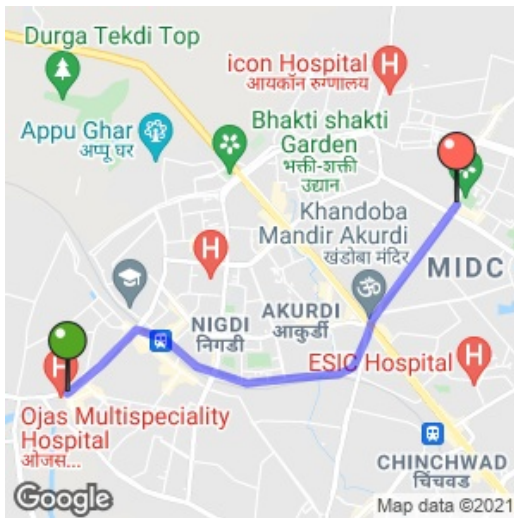 Durga Tekdi Top
icon Hospital
आयकॉन रुग्णालय
Appu Ghar
अप्पू घर
Bhakti shakti
Garden
भक्ती-शक्ती
उद्यान
H
Khandoba
Mandir Akurdi
खंडोबा मंदिर
MIDC
H
NIGDI
निगडी
AKURDI
आकुर्डी
ESIC Hospital
H
H
Ojas Multispeciality
Hospital
ओजस...
CHINCHWAD
चिंचवड
Google
Map data ©2021